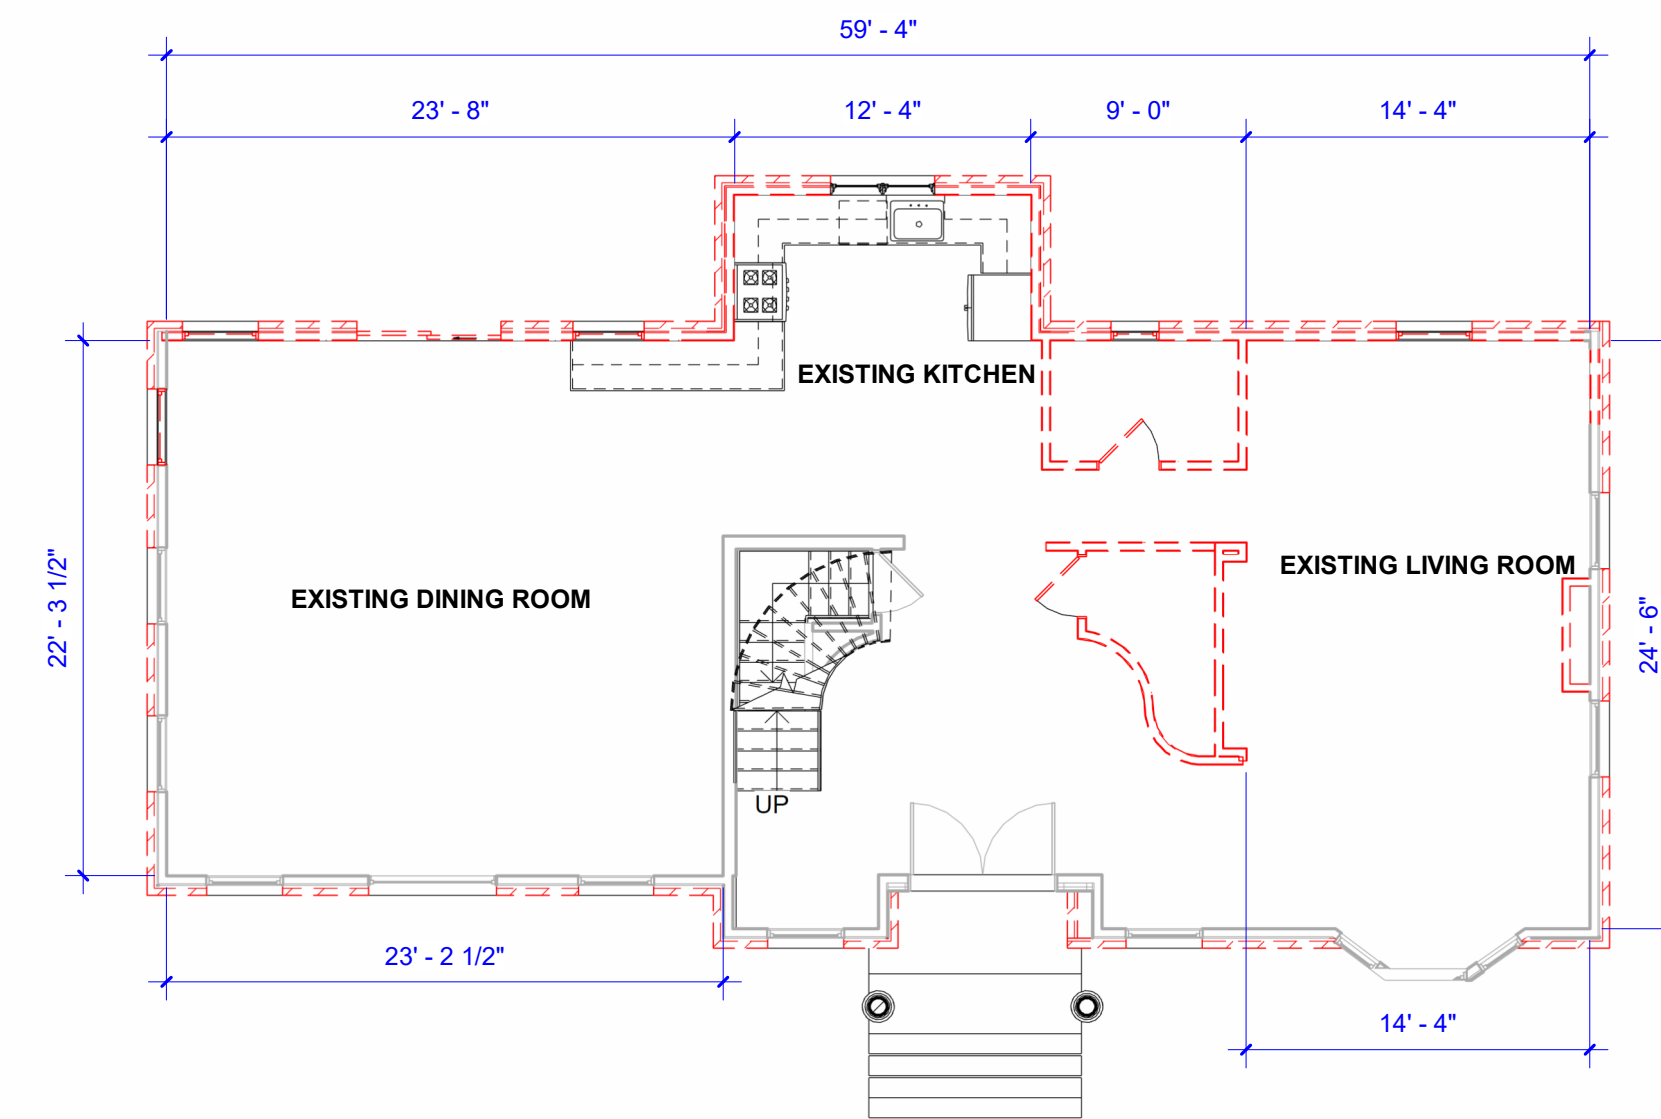 59' - 4"
23' - 8"
12' - 4"
9' - 0"
14' - 4"
EXISTING KITCHEN
EXISTING LIVING ROOM
EXISTING DINING ROOM
22' - 3 1/2"
24' - 6"
UP
23' - 2 1/2"
14' - 4"